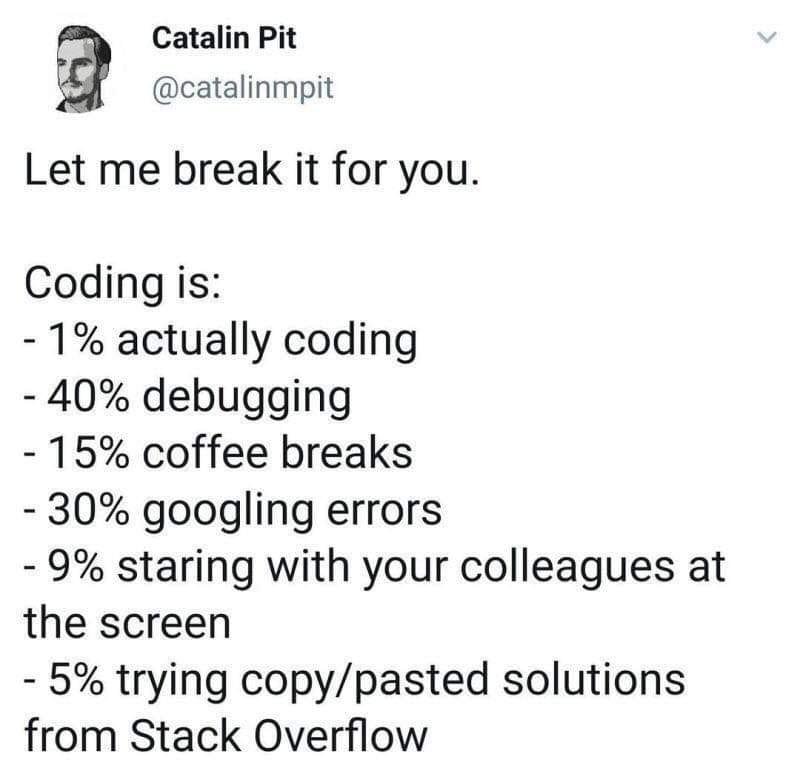 Catalin Pit
@catalinmpit
Let me break it for you.
Coding is:
- 1% actually coding
- 40% debugging
- 15% coffee breaks
- 30% googling errors
- 9% staring with your colleagues at
the screen
- 5% trying copy/pasted solutions
from Stack Overflow